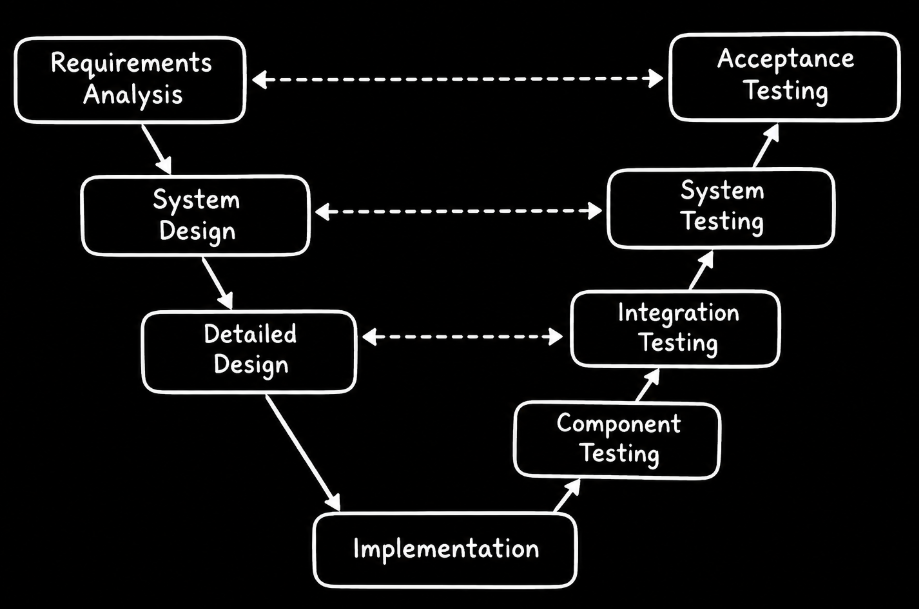 Requirements
Analysis
Acceptance
Testing
System
Design
System
Testing
Detailed
Design
Integration
Testing
Component
Testing
Implementation